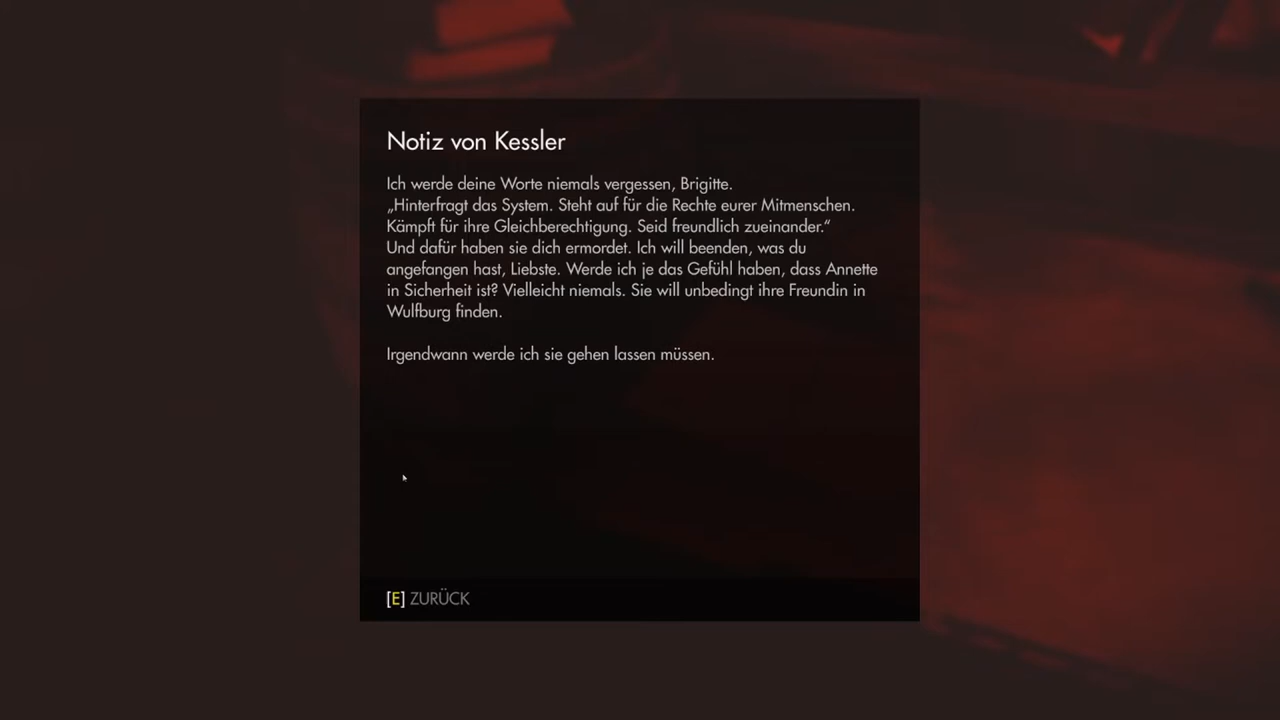 Notiz von Kessler
Ich werde deine Worte niemals vergessen, Brigitte.
„Hinterfragt das System. Steht auf für die Rechte eurer Mitmenschen.
Kämpft für ihre Gleichberechtigung. Seid freundlich zueinander.“
Und dafür haben sie dich ermordet. Ich will beenden, was du
angefangen hast, Liebste. Werde ich je das Gefühl haben, dass Annette
in Sicherheit ist? Vielleicht niemals. Sie will unbedingt ihre Freundin in
Wulfburg finden.
Irgendwann werde ich sie gehen lassen müssen.
[E] ZURÜCK